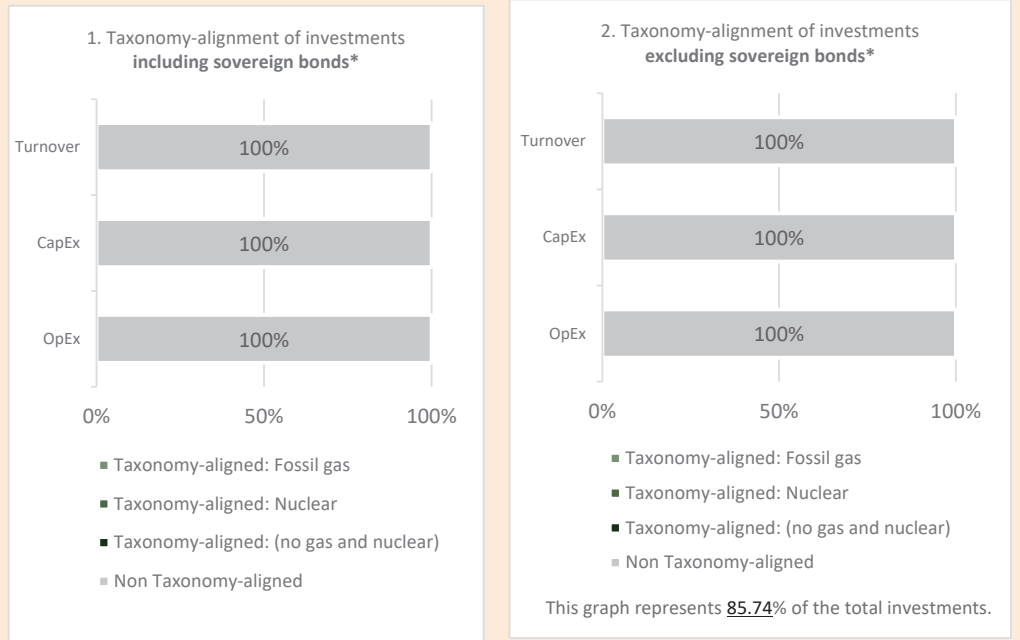 1. Taxonomy-alignment of investments
including sovereign bonds*
Turnover
100%
CapEx
100%
OpEx
100%
0%
50%
100%
Taxonomy-aligned: Fossil gas
Taxonomy-aligned: Nuclear
Taxonomy-aligned: (no gas and nuclear)
Non Taxonomy-aligned
2. Taxonomy-alignment of investments
excluding sovereign bonds*
Turnover
100%
CapEx
100%
OpEx
100%
0%
50%
100%
Taxonomy-aligned: Fossil gas
Taxonomy-aligned: Nuclear
Taxonomy-aligned: (no gas and nuclear)
Non Taxonomy-aligned
This graph represents 85.74% of the total investments.